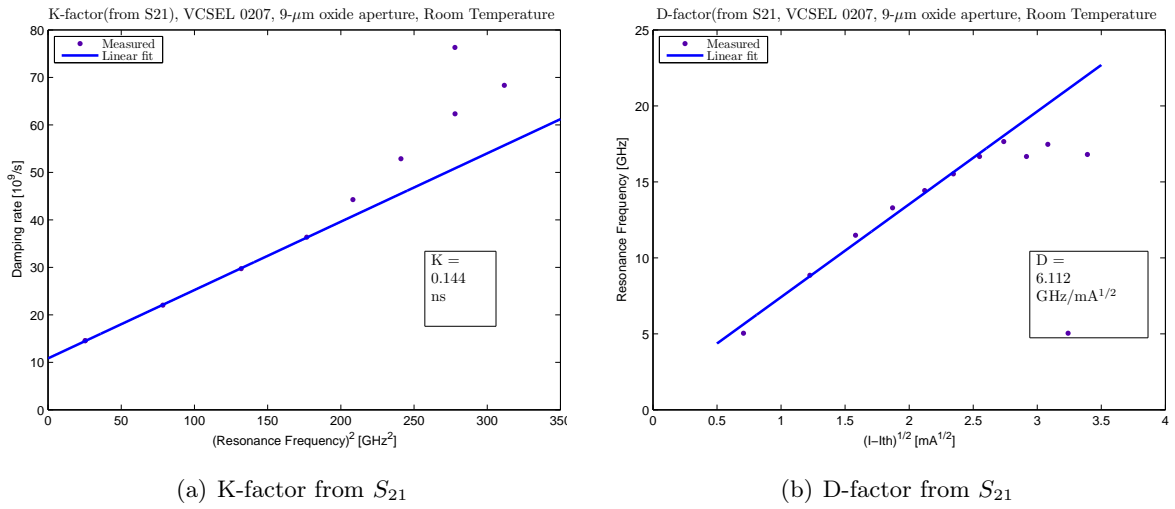 K-factor(from S21), VCSEL 0207, 9-μm oxide aperture, Room Temperature
80
70
60
50
40
30
20
10
0
Damping rate [10⁹/s]
Measured
Linear fit
K =
0.144
ns
0 50 100 150 200 250 300 350
(Resonance Frequency)² [GHz²]
(a) K-factor from S₂₁
D-factor(from S21, VCSEL 0207, 9-μm oxide aperture, Room Temperature
25
20
15
10
5
0
Resonance Frequency [GHz]
Measured
Linear fit
D =
6.112
GHz/mA¹/²
0 0.5 1 1.5 2 2.5 3 3.5 4
(I−Ith)¹/² [mA¹/²]
(b) D-factor from S₂₁